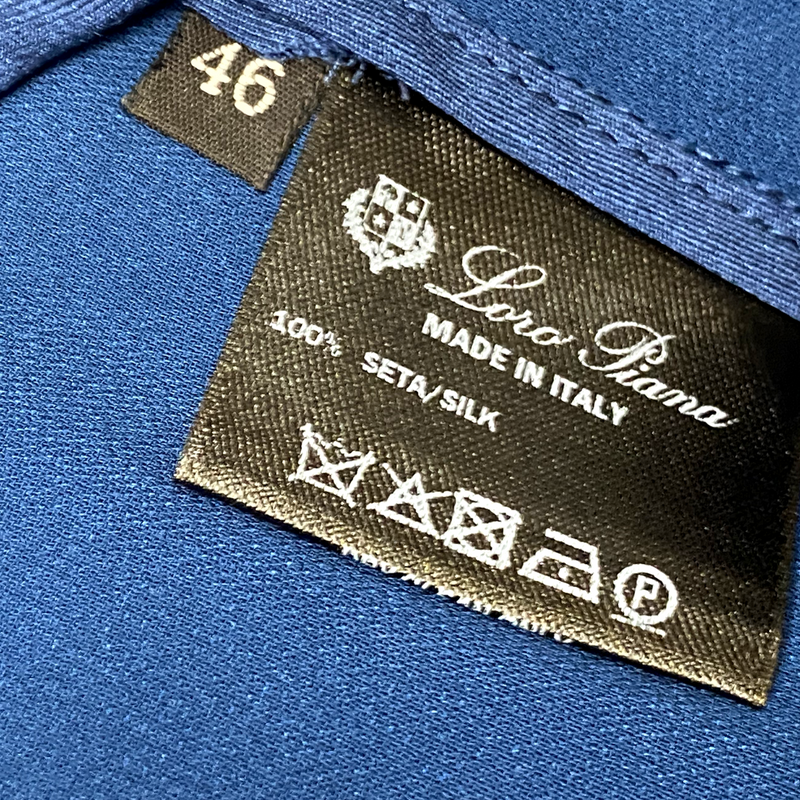 46
Loro Piana
MADE IN ITALY
100% SETA/SILK
P